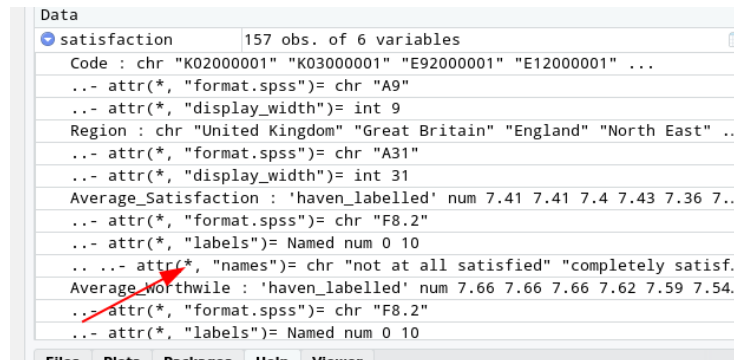 Data
satisfaction 157 obs. of 6 variables
Code : chr "K02000001" "K03000001" "E92000001" "E12000001" ...
..- attr(*, "format.spss")= chr "A9"
..- attr(*, "display_width")= int 9
Region : chr "United Kingdom" "Great Britain" "England" "North East" ..
..- attr(*, "format.spss")= chr "A31"
..- attr(*, "display_width")= int 31
Average_Satisfaction : 'haven_labelled' num 7.41 7.41 7.4 7.43 7.36 7..
..- attr(*, "format.spss")= chr "F8.2"
..- attr(*, "labels")= Named num 0 10
.. ..- attr(*, "names")= chr "not at all satisfied" "completely satisf.
Average_Worthwile : 'haven_labelled' num 7.66 7.66 7.66 7.62 7.59 7.54.
..- attr(*, "format.spss")= chr "F8.2"
..- attr(*, "labels")= Named num 0 10
Files Plots Packages Help Viewer